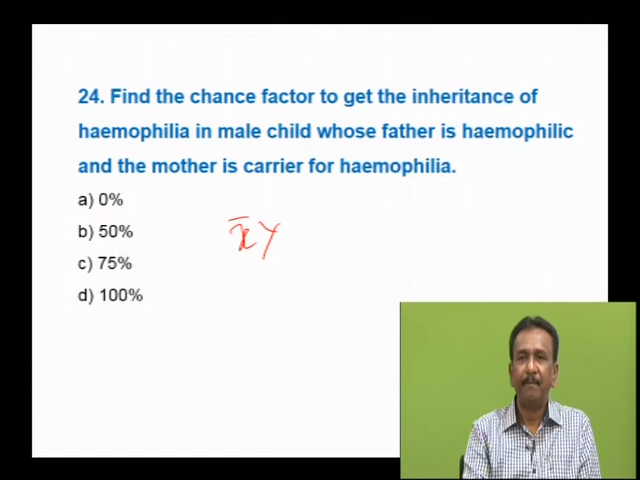 24. Find the chance factor to get the inheritance of
haemophilia in male child whose father is haemophilic
and the mother is carrier for haemophilia.
a) 0%
b) 50%
c) 75%
d) 100%
x̅y